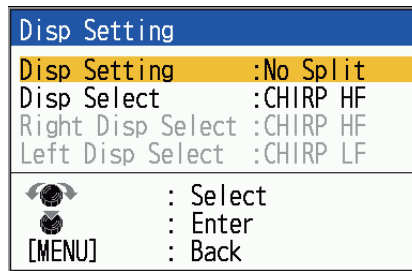 Disp Setting
Disp Setting :No Split
Disp Select :CHIRP HF
Right Disp Select :CHIRP HF
Left Disp Select :CHIRP LF
: Select
: Enter
[MENU] : Back